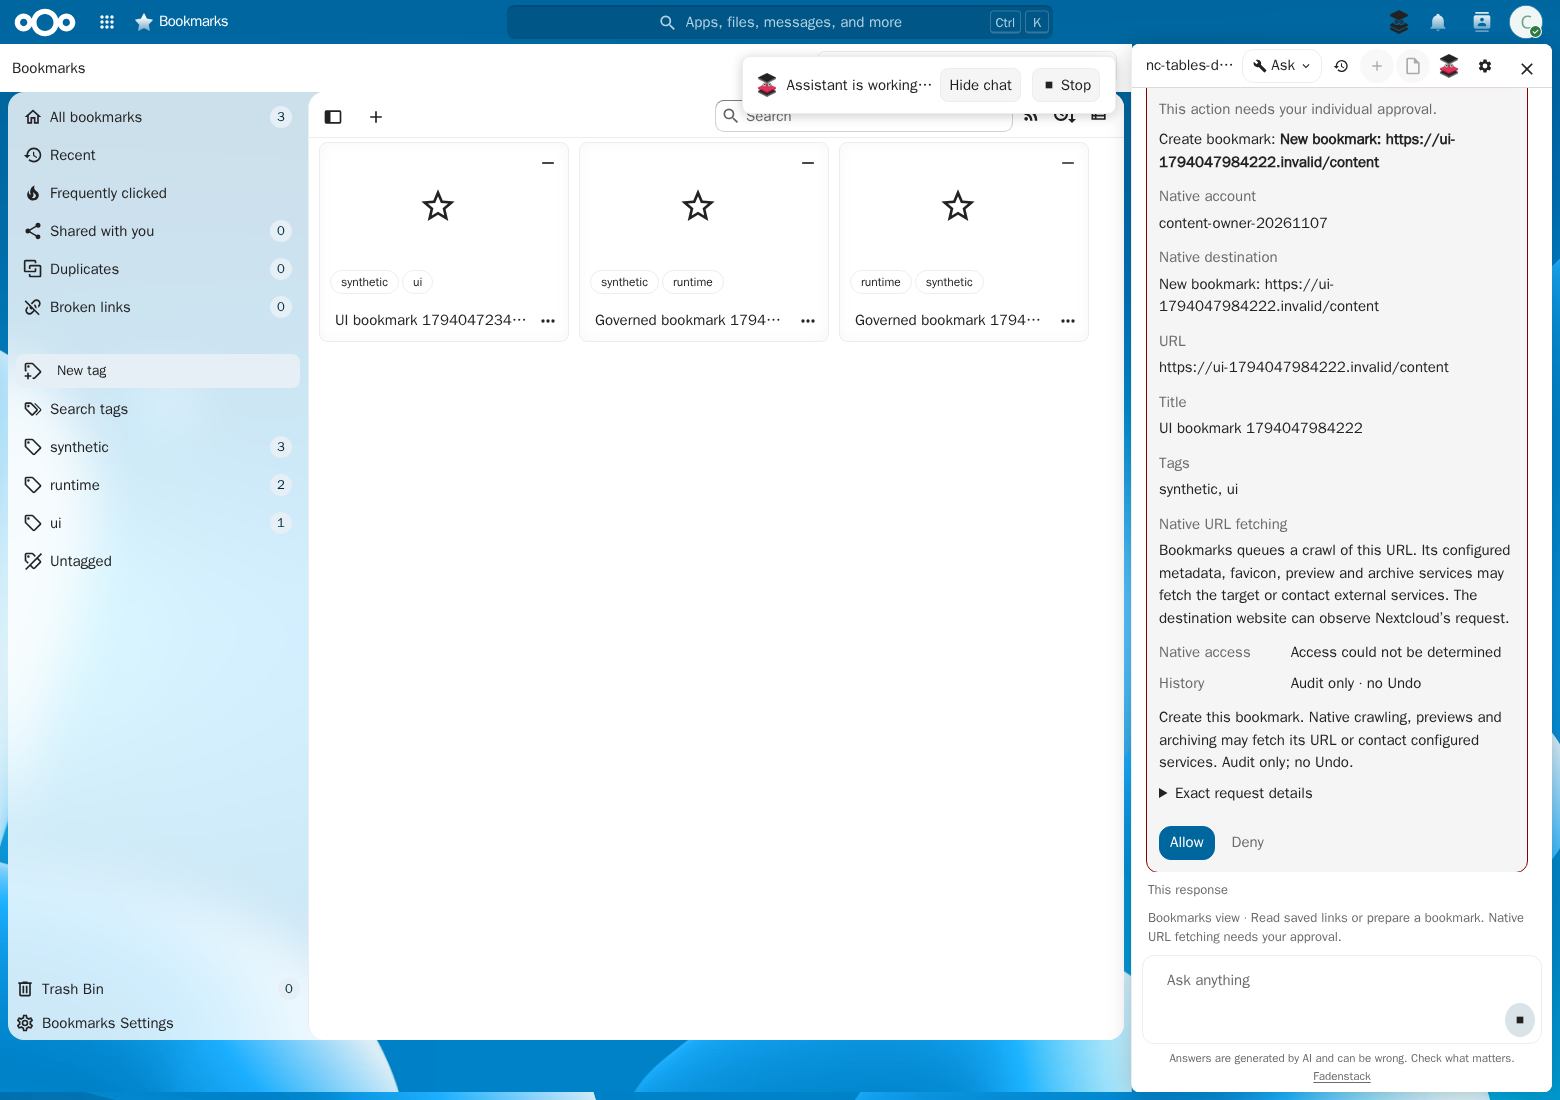 Bookmarks
Apps, files, messages, and more
Ctrl
K
C
Bookmarks
Assistant is working…
Hide chat
Stop
nc-tables-d…
Ask
All bookmarks
3
Recent
Frequently clicked
Shared with you
0
Duplicates
0
Broken links
0
New tag
Search tags
synthetic
3
runtime
2
ui
1
Untagged
Trash Bin
0
Bookmarks Settings
Search
synthetic
ui
UI bookmark 1794047234…
synthetic
runtime
Governed bookmark 1794…
runtime
synthetic
Governed bookmark 1794…
This action needs your individual approval.
Create bookmark: New bookmark: https://ui-
1794047984222.invalid/content
Native account
content-owner-20261107
Native destination
New bookmark: https://ui-
1794047984222.invalid/content
URL
https://ui-1794047984222.invalid/content
Title
UI bookmark 1794047984222
Tags
synthetic, ui
Native URL fetching
Bookmarks queues a crawl of this URL. Its configured
metadata, favicon, preview and archive services may
fetch the target or contact external services. The
destination website can observe Nextcloud's request.
Native access
Access could not be determined
History
Audit only · no Undo
Create this bookmark. Native crawling, previews and
archiving may fetch its URL or contact configured
services. Audit only; no Undo.
Exact request details
Allow
Deny
This response
Bookmarks view · Read saved links or prepare a bookmark. Native
URL fetching needs your approval.
Ask anything
Answers are generated by AI and can be wrong. Check what matters.
Fadenstack